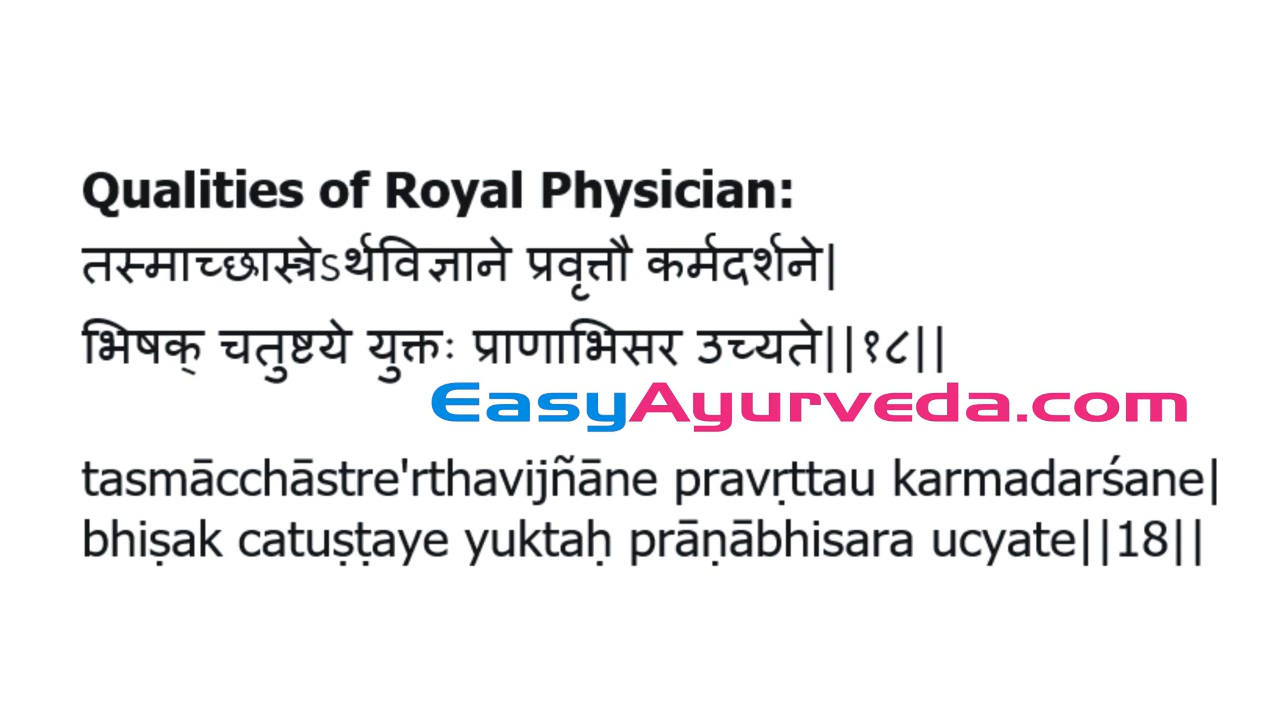 Qualities of Royal Physician:
तस्माच्छास्त्रेऽर्थविज्ञाने प्रवृत्तौ कर्मदर्शने|
भिषक् चतुष्टये युक्तः प्राणाभिसर उच्यते||१८||
EasyAyurveda.com
tasmācchāstre'rthavijñāne pravṛttau karmadarśane|
bhiṣak catuṣṭaye yuktaḥ prāṇābhisara ucyate||18||